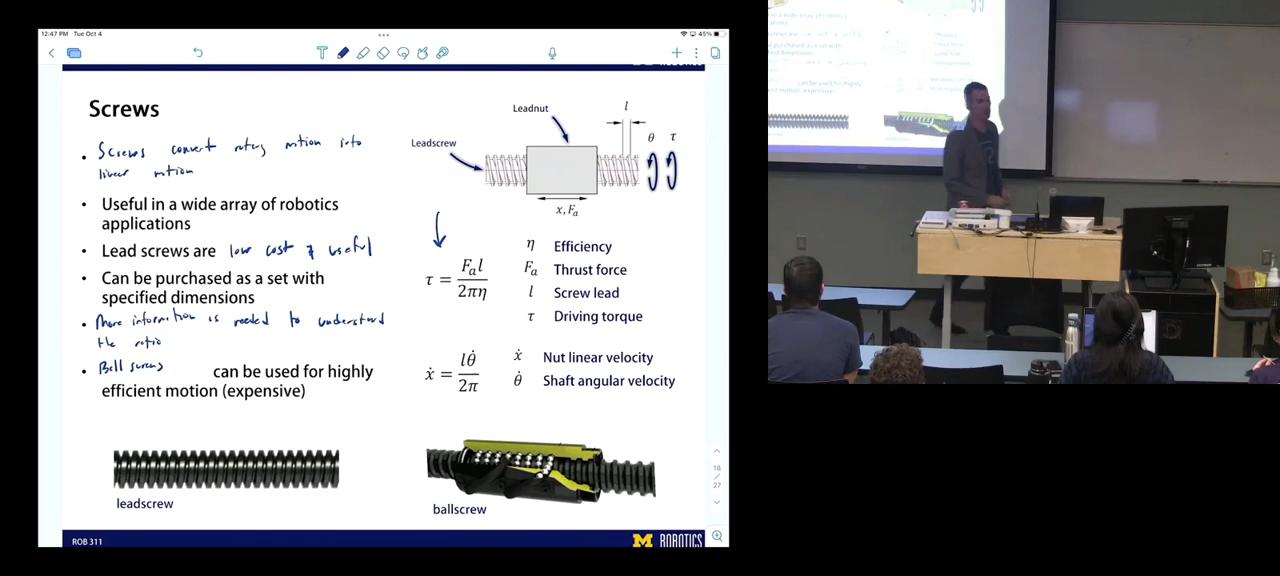 12:47 PM Tue Oct 4
45%
Screws
Screws convert rotary motion into
linear motion
Useful in a wide array of robotics
applications
Lead screws are low cost & useful
Can be purchased as a set with
specified dimensions
More information is needed to understand
the ratio
Ball screws can be used for highly
efficient motion (expensive)
Leadnut
Leadscrew
l
θ τ
x, Fₐ
τ = Fₐl / 2πη
η Efficiency
Fₐ Thrust force
l Screw lead
τ Driving torque
ẋ = lθ̇ / 2π
ẋ Nut linear velocity
θ̇ Shaft angular velocity
leadscrew
ballscrew
18
/
27
ROB 311
M ROBOTICS